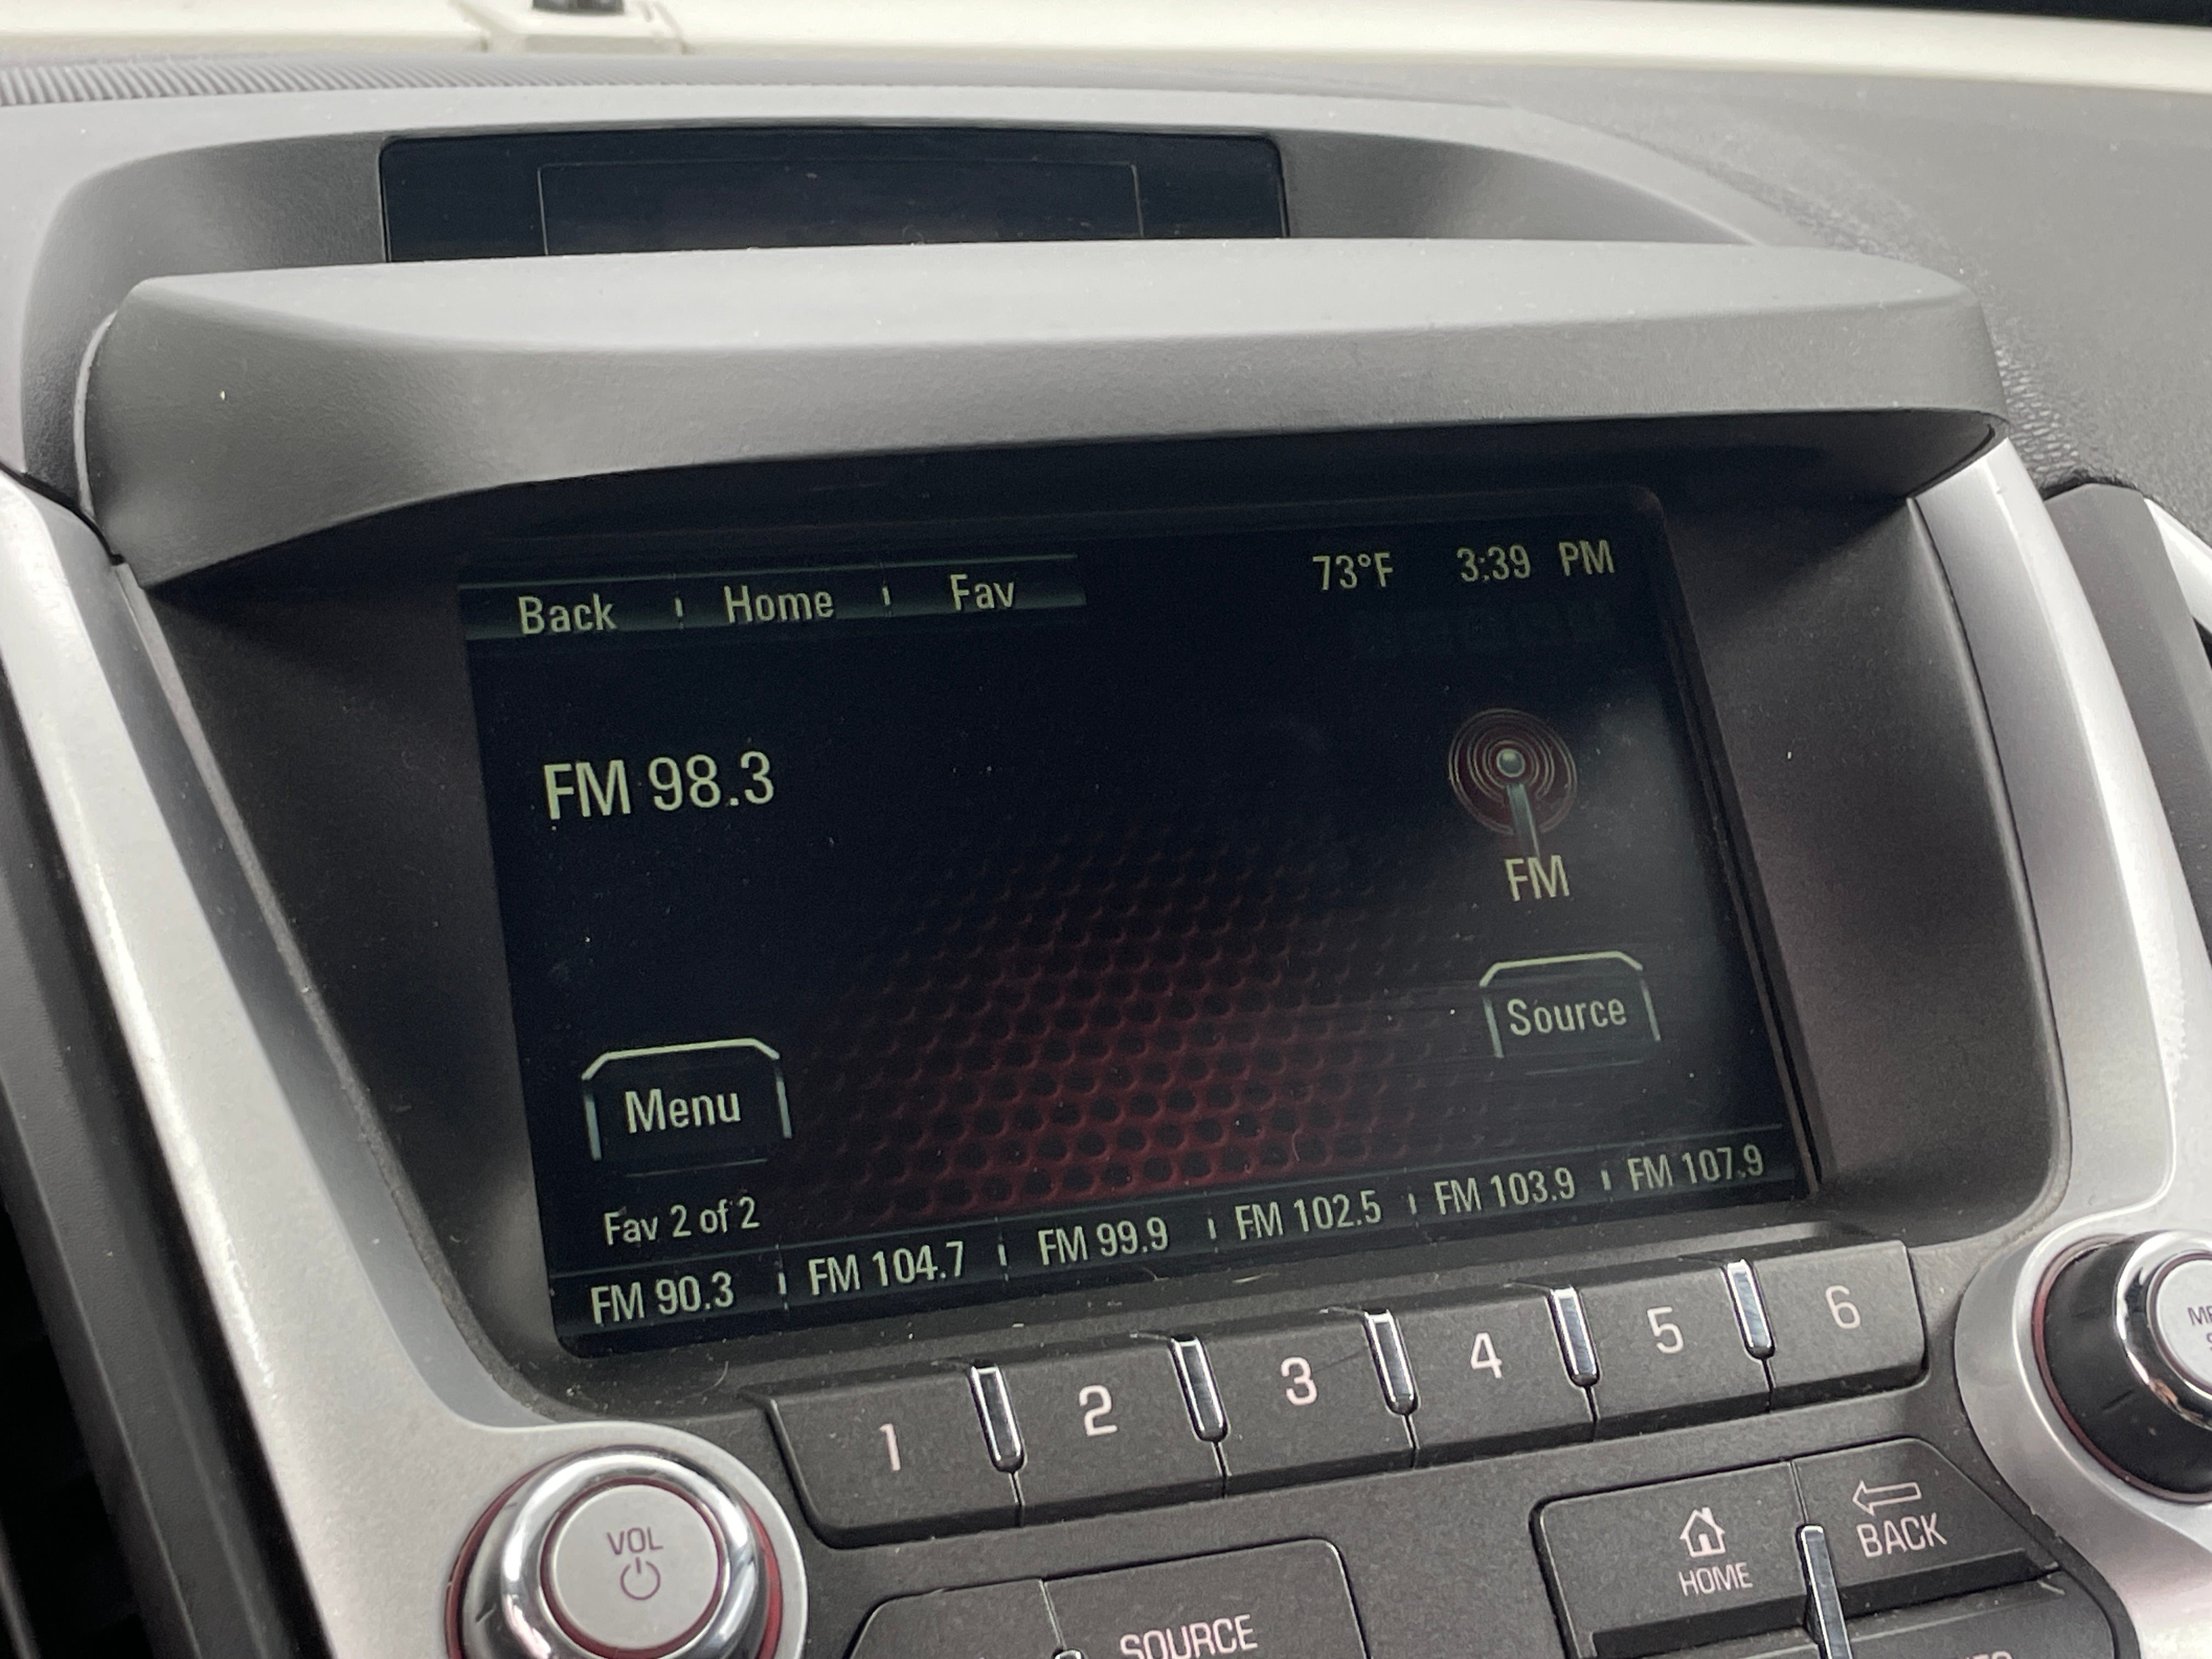 Back Home Fav 73°F 3:39 PM
FM 98.3
FM
Source
Menu
Fav 2 of 2
FM 90.3 FM 104.7 FM 99.9 FM 102.5 FM 103.9 FM 107.9
1 2 3 4 5 6
VOL
HOME
BACK
SOURCE